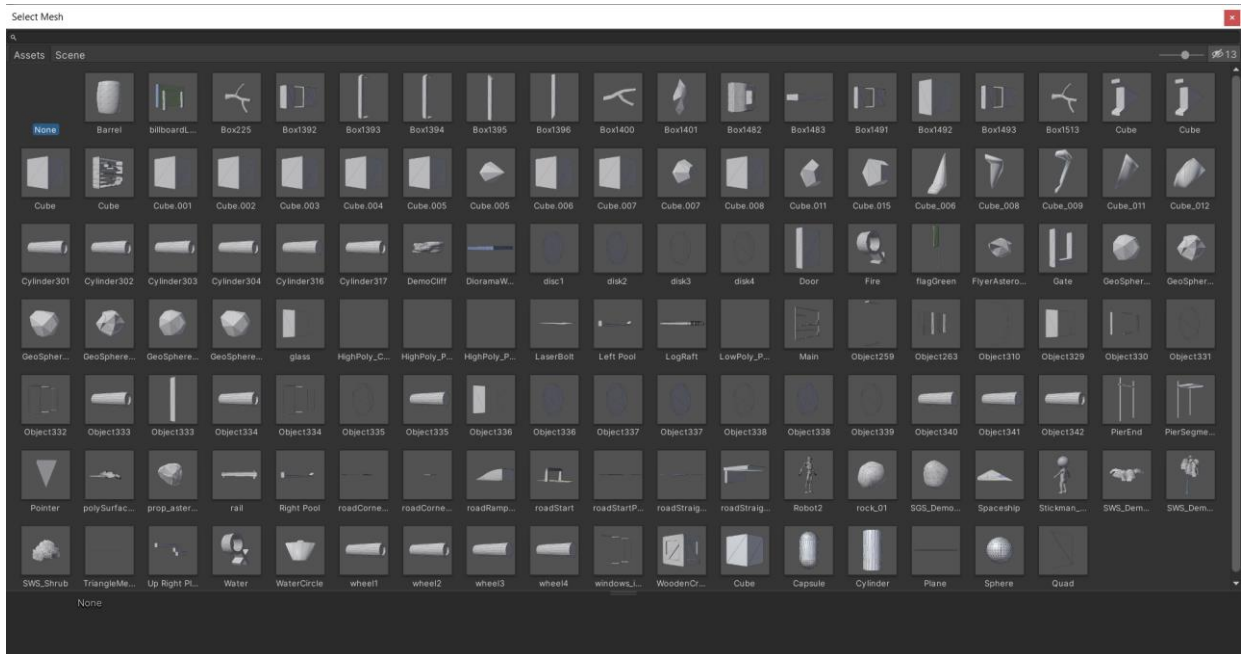 Select Mesh
Assets Scene 13
None Barrel billboardL... Box225 Box1392 Box1393 Box1394 Box1395 Box1396 Box1400 Box1401 Box1482 Box1483 Box1491 Box1492 Box1493 Box1513 Cube Cube
Cube Cube Cube.001 Cube.002 Cube.003 Cube.004 Cube.005 Cube.005 Cube.006 Cube.007 Cube.007 Cube.008 Cube.011 Cube.015 Cube_006 Cube_008 Cube_009 Cube_011 Cube_012
Cylinder301 Cylinder302 Cylinder303 Cylinder304 Cylinder316 Cylinder317 DemoCliff DioramaW... disc1 disk2 disk3 disk4 Door Fire flagGreen FlyerAstero... Gate GeoSpher... GeoSpher...
GeoSpher... GeoSphere... GeoSphere... GeoSphere... glass HighPoly_C... HighPoly_P... HighPoly_P... LaserBolt Left Pool LogRaft LowPoly_P... Main Object259 Object263 Object310 Object329 Object330 Object331
Object332 Object333 Object333 Object334 Object334 Object335 Object335 Object336 Object336 Object337 Object337 Object338 Object338 Object339 Object340 Object341 Object342 PierEnd PierSegme...
Pointer polySurfac... prop_aster... rail Right Pool roadCorne... roadCorne... roadRamp... roadStart roadStartP... roadStraig... roadStraig... Robot2 rock_01 SGS_Demo... Spaceship Stickman_... SWS_Dem... SWS_Dem...
SWS_Shrub TriangleMe... Up Right Pl... Water WaterCircle wheel1 wheel2 wheel3 wheel4 windows_i... WoodenCr... Cube Capsule Cylinder Plane Sphere Quad
None